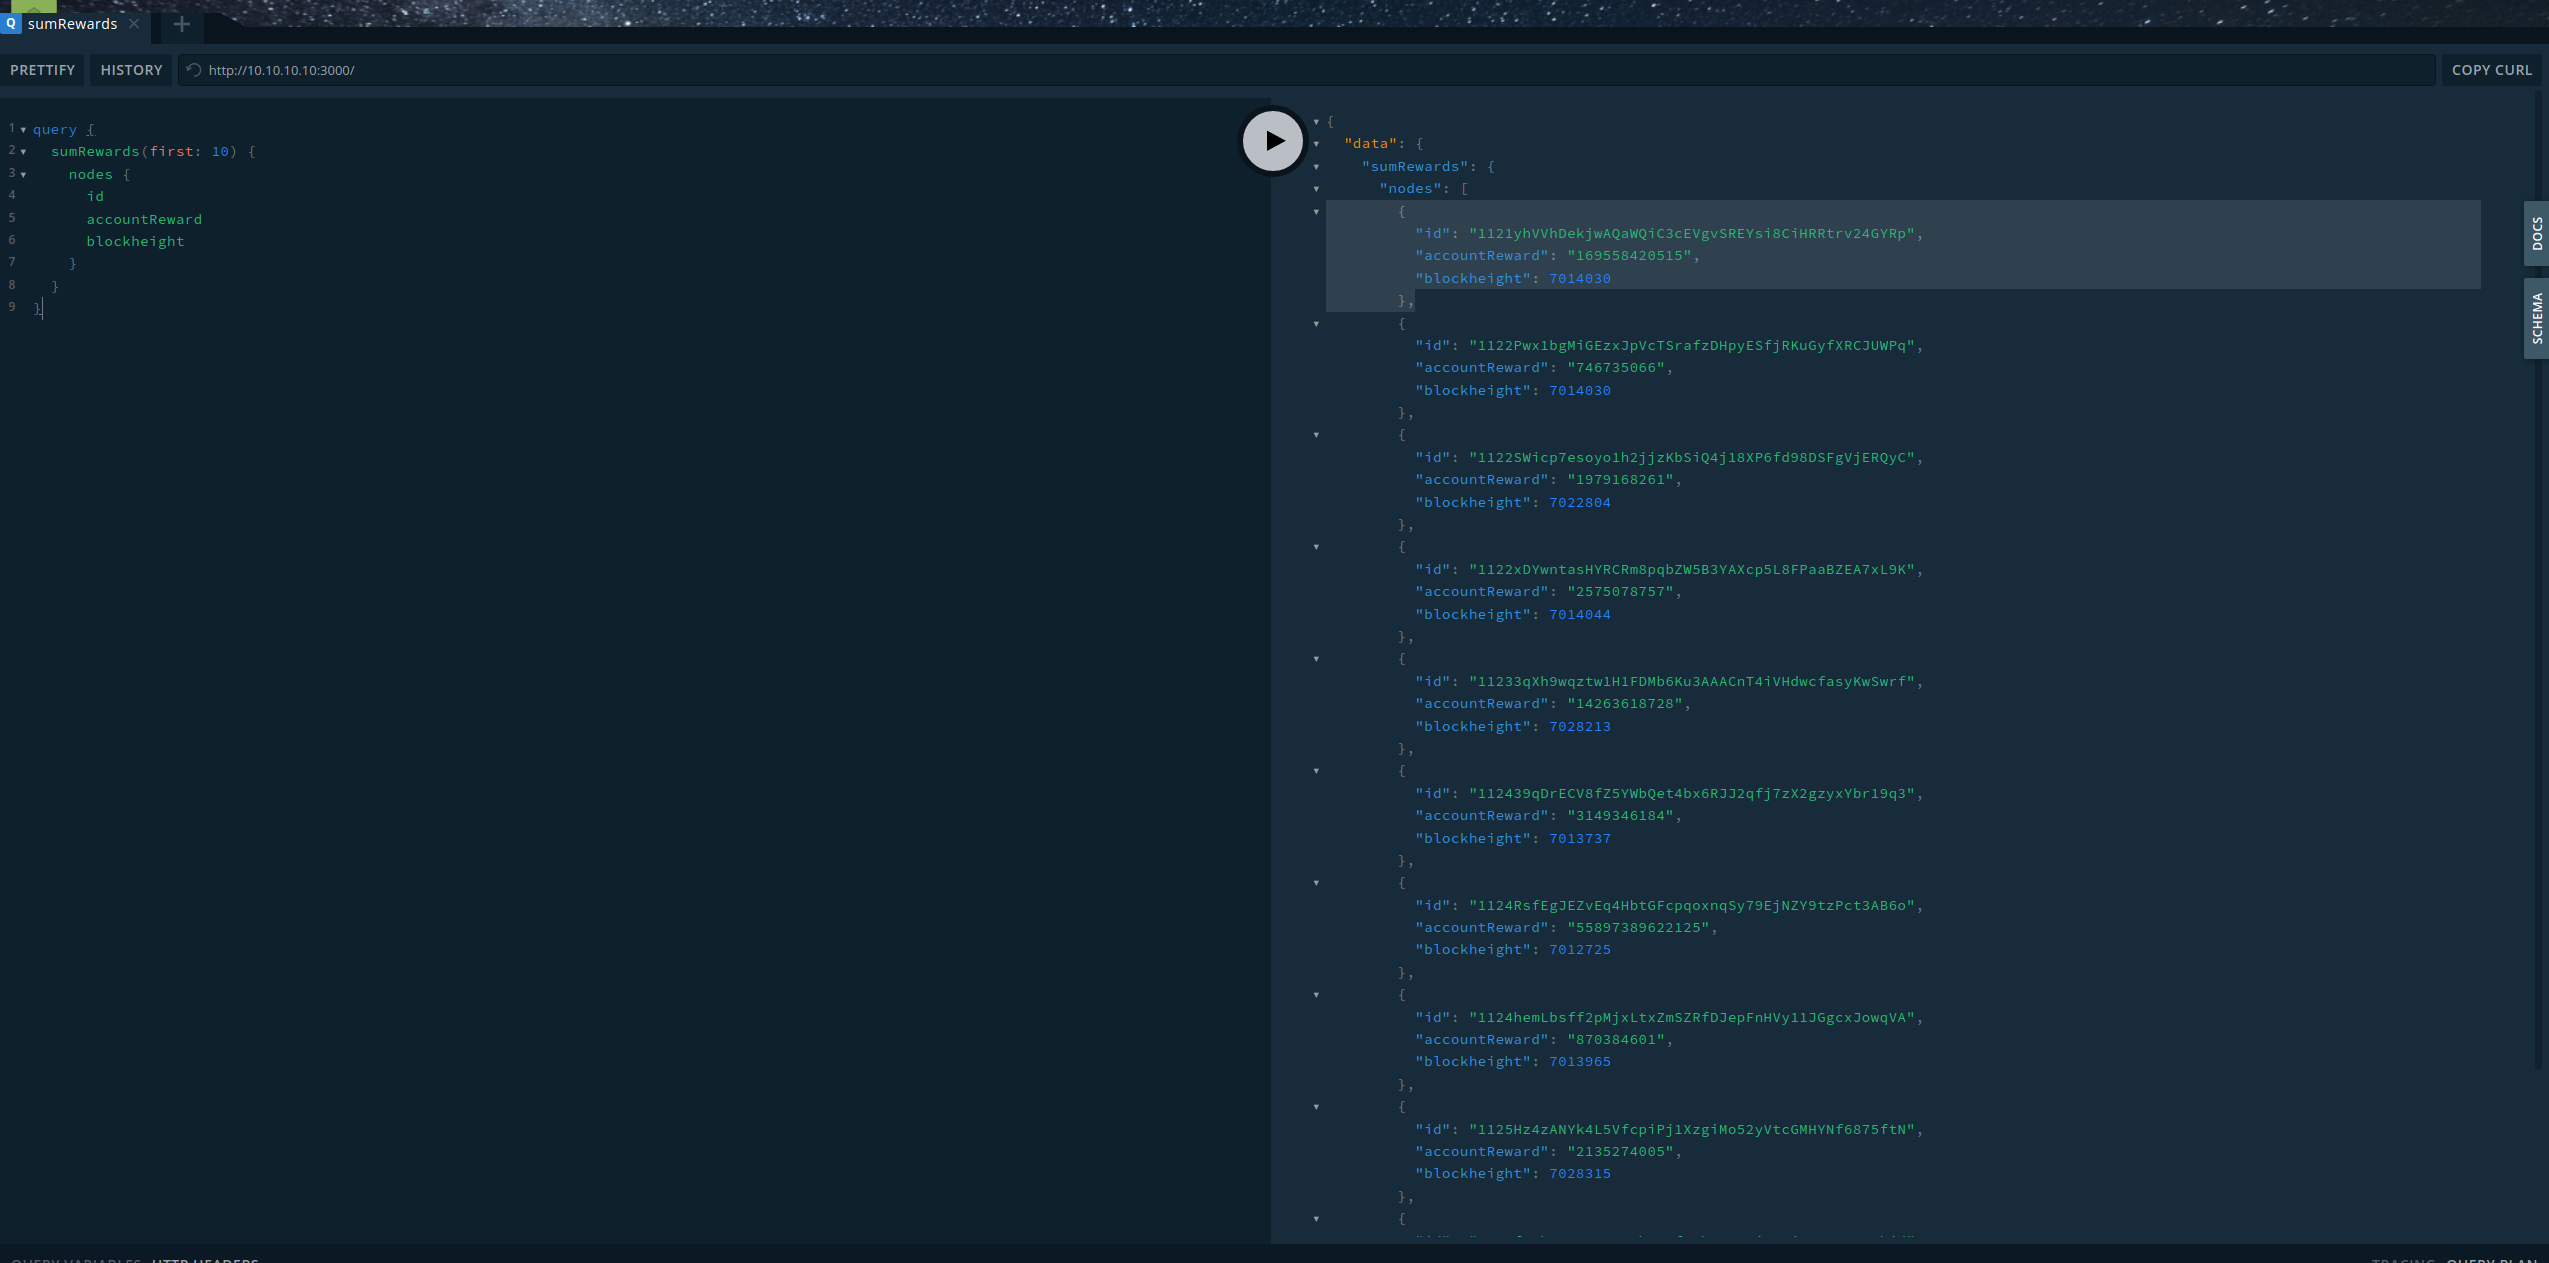 sumRewards
PRETTIFY HISTORY http://10.10.10.10:3000/ COPY CURL
1 query {
2 sumRewards(first: 10) {
3 nodes {
4 id
5 accountReward
6 blockheight
7 }
8 }
9 }
{
"data": {
"sumRewards": {
"nodes": [
{
"id": "1121yhVVhDekjwAQaWQiC3cEVgvSREYsi8CiHRRtrv24GYRp",
"accountReward": "169558420515",
"blockheight": 7014030
},
{
"id": "1122Pwx1bgMiGEzxJpVcTSrafzDHpyESfjRKuGyfXRCJUWPq",
"accountReward": "746735066",
"blockheight": 7014030
},
{
"id": "1122SWicp7esoyo1h2jjzKbSiQ4j18XP6fd98DSFgVjERQyC",
"accountReward": "1979168261",
"blockheight": 7022804
},
{
"id": "1122xDYwntasHYRCRm8pqbZW5B3YAXcp5L8FPaaBZEA7xL9K",
"accountReward": "2575078757",
"blockheight": 7014044
},
{
"id": "11233qXh9wqztw1H1FDMb6Ku3AAACnT4iVHdwcfasyKwSwrf",
"accountReward": "14263618728",
"blockheight": 7028213
},
{
"id": "112439qDrECV8fZ5YWbQet4bx6RJJ2qfj7zX2gzyxYbr19q3",
"accountReward": "3149346184",
"blockheight": 7013737
},
{
"id": "1124RsfEgJEZvEq4HbtGFcpqoxnqSy79EjNZY9tzPct3AB6o",
"accountReward": "55897389622125",
"blockheight": 7012725
},
{
"id": "1124hemLbsff2pMjxLtxZmSZRfDJepFnHVy11JGgcxJowqVA",
"accountReward": "870384601",
"blockheight": 7013965
},
{
"id": "1125Hz4zANYk4L5VfcpiPj1XzgiMo52yVtcGMHYNf6875ftN",
"accountReward": "2135274005",
"blockheight": 7028315
},
{
DOCS
SCHEMA
QUERY VARIABLES HTTP HEADERS
TRACING QUERY PLAN